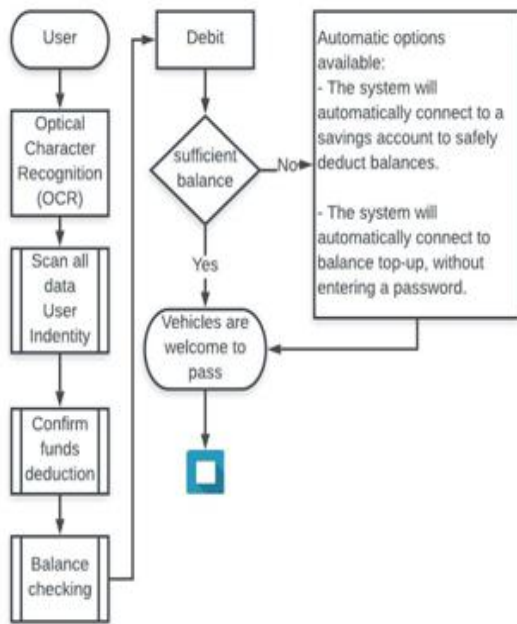 User
Optical
Character
Recognition
(OCR)
Scan all
data
User
Indentity
Confirm
funds
deduction
Balance
checking
Debit
sufficient
balance
No
Yes
Vehicles are
welcome to
pass
Automatic options
available:
- The system will
automatically connect to a
savings account to safely
deduct balances.
- The system will
automatically connect to
balance top-up, without
entering a password.